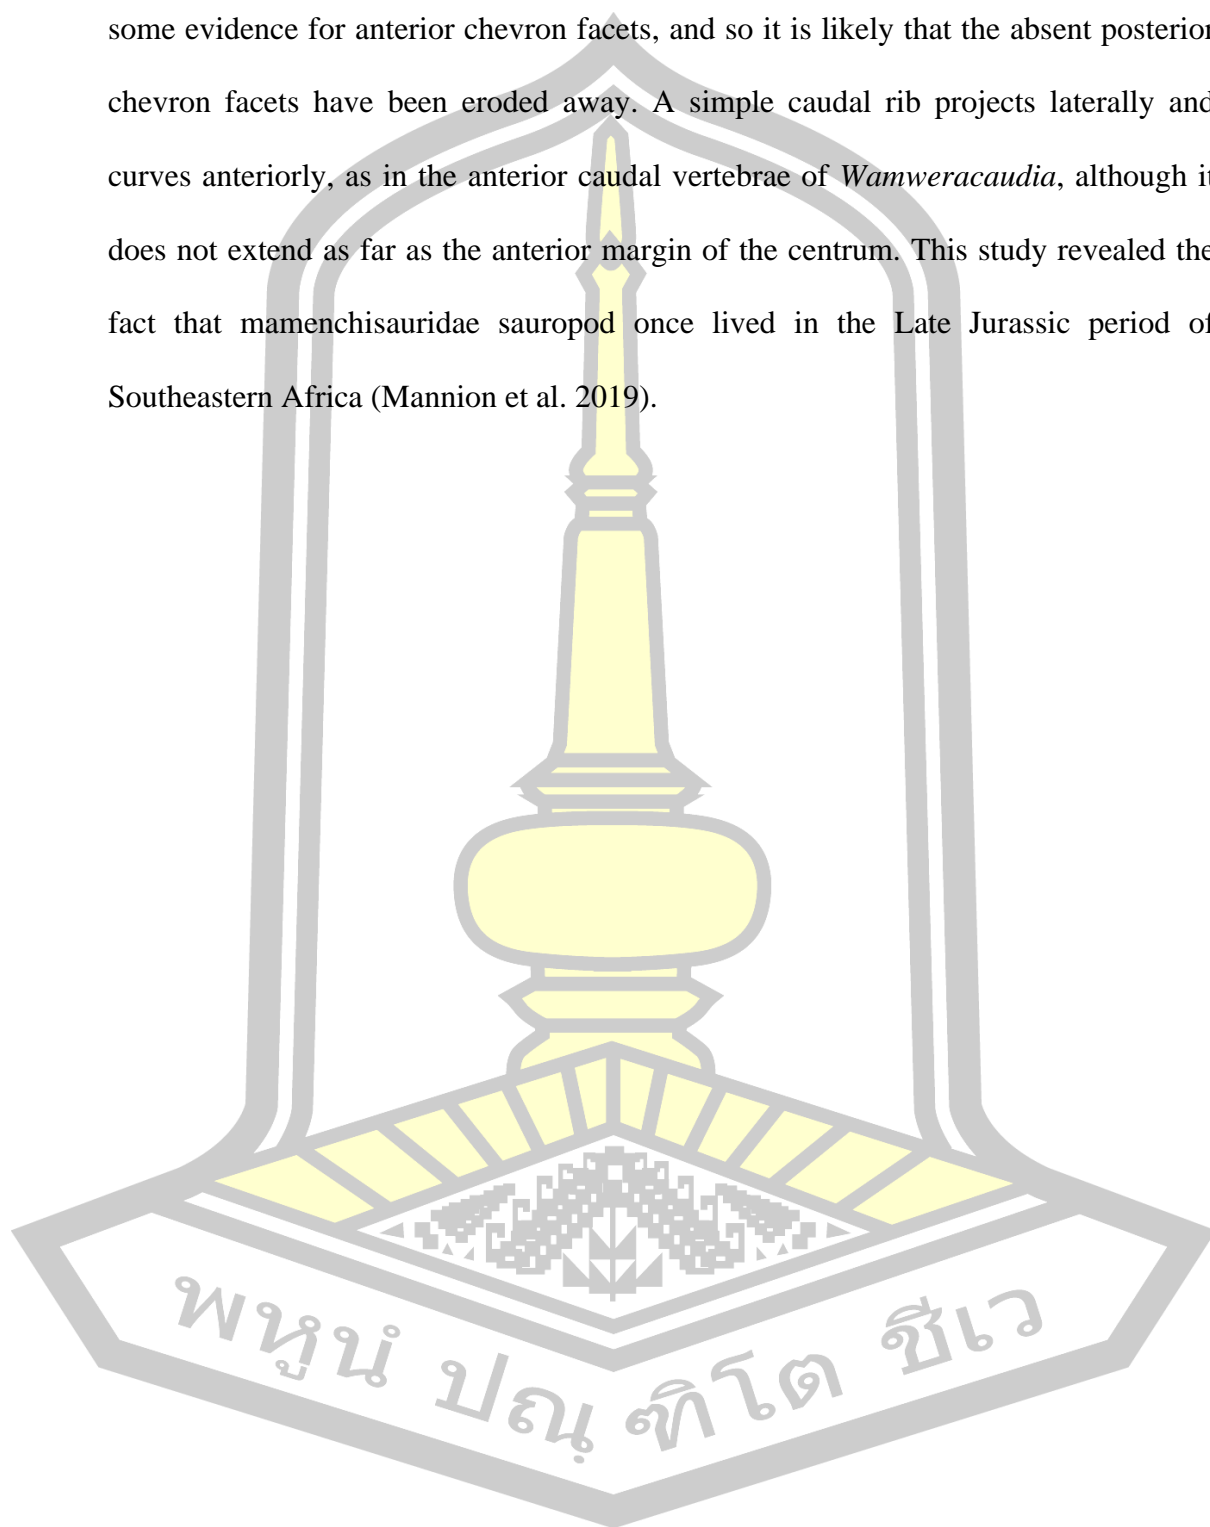 some evidence for anterior chevron facets, and so it is likely that the absent posterior
chevron facets have been eroded away. A simple caudal rib projects laterally and
curves anteriorly, as in the anterior caudal vertebrae of Wamweracaudia, although it
does not extend as far as the anterior margin of the centrum. This study revealed the
fact that mamenchisauridae sauropod once lived in the Late Jurassic period of
Southeastern Africa (Mannion et al. 2019).
พหูนํ ปณฺฑิโต ชีเว